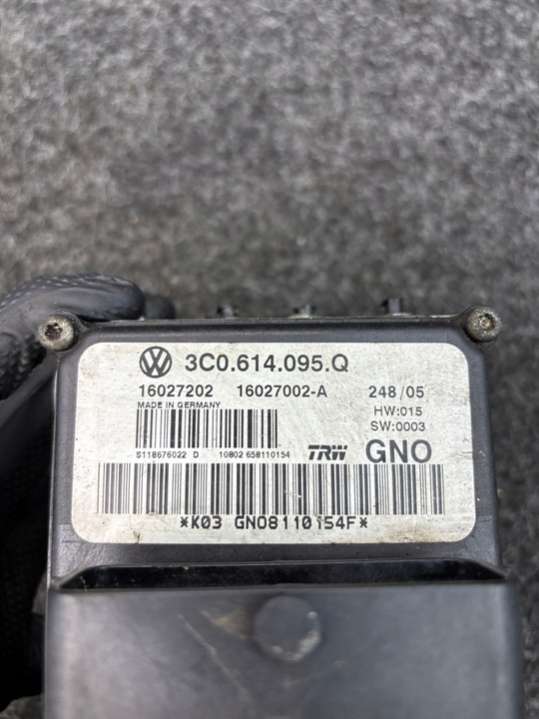 3C0.614.095.Q
16027202 16027002-A 248/05
MADE IN GERMANY HW:015
SW:0003
S118676022 D 10802 658110154 TRW GNO
*K03 GNO8110154F*